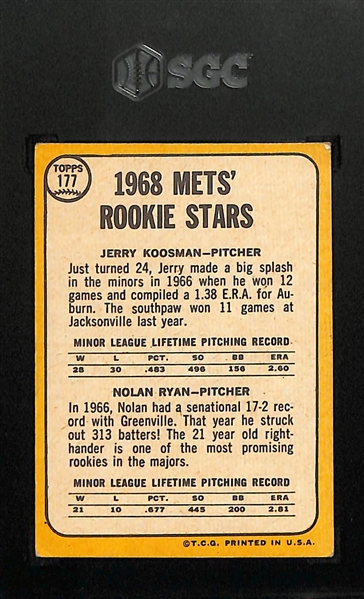 SGC
TOPPS
177
1968 METS'
ROOKIE STARS
JERRY KOOSMAN—PITCHER
Just turned 24, Jerry made a big splash
in the minors in 1966 when he won 12
games and compiled a 1.38 E.R.A. for Au-
burn. The southpaw won 11 games at
Jacksonville last year.
MINOR LEAGUE LIFETIME PITCHING RECORD
W L PCT. SO BB ERA
28 30 .483 496 156 2.60
NOLAN RYAN—PITCHER
In 1966, Nolan had a senational 17-2 rec-
ord with Greenville. That year he struck
out 313 batters! The 21 year old right-
hander is one of the most promising
rookies in the majors.
MINOR LEAGUE LIFETIME PITCHING RECORD
W L PCT. SO BB ERA
21 10 .677 445 200 2.81
©T.C.G. PRINTED IN U.S.A.